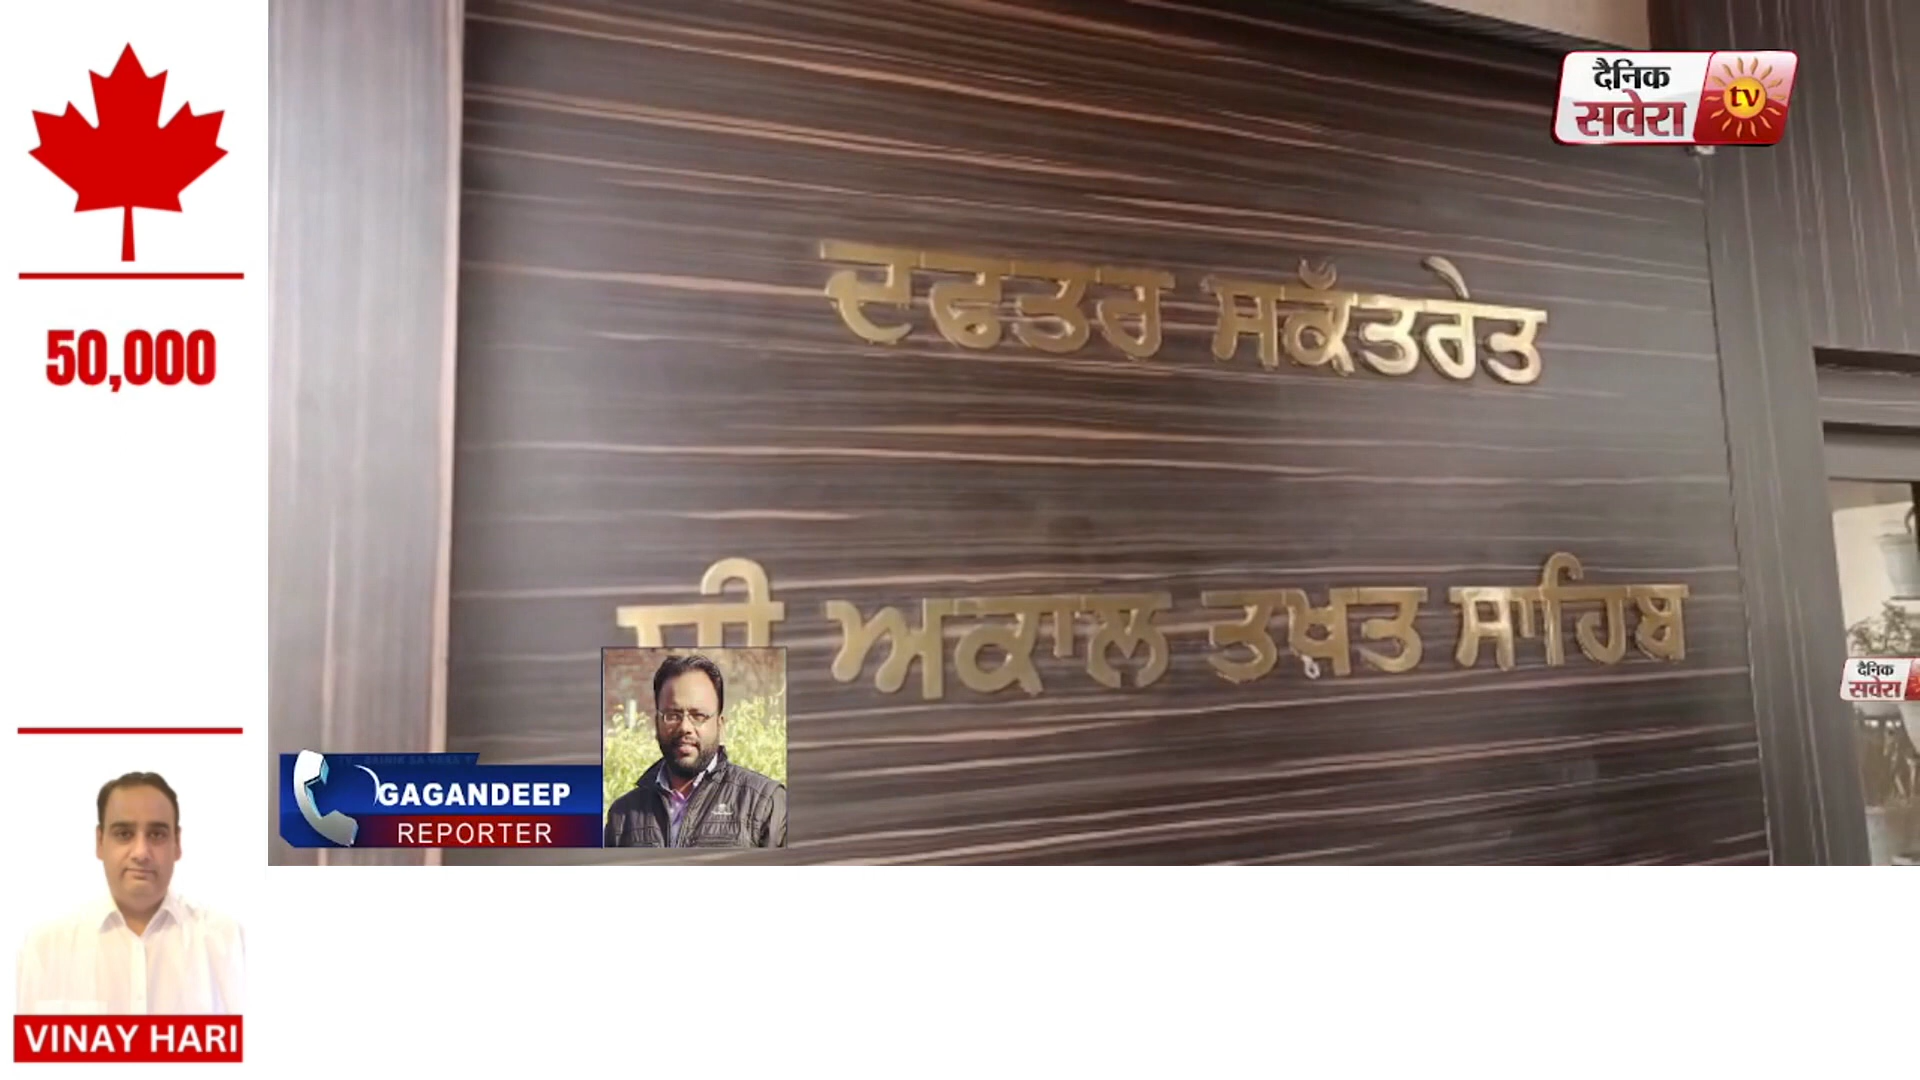 50,000
VINAY HARI
दैनिक
सवेरा
tv
ਦਫਤਰ ਸਕੱਤਰੇਤ
ਅਕਾਲ ਤਖ਼ਤ ਸਾਹਿਬ
दैनिक
सवेरा
GAGANDEEP
REPORTER